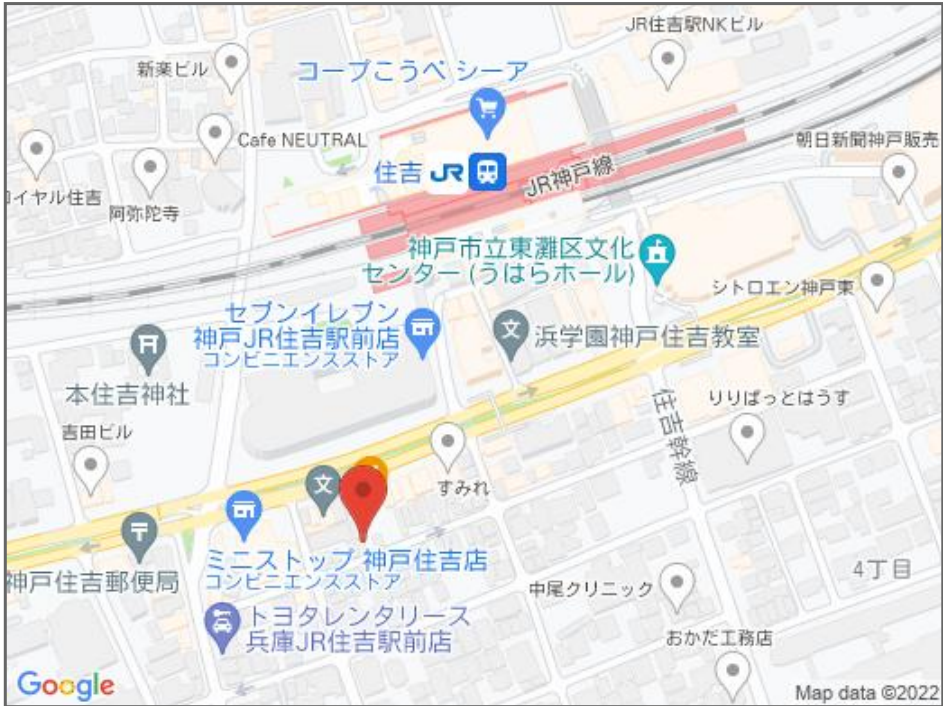 JR住吉駅NKビル
新楽ビル
コープこうべ シーア
Cafe NEUTRAL
朝日新聞神戸販売
住吉 JR
JR神戸線
イヤル住吉
阿弥陀寺
神戸市立東灘区文化
センター (うはらホール)
シトロエン神戸東
セブンイレブン
神戸JR住吉駅前店
コンビニエンスストア
文
浜学園神戸住吉教室
本住吉神社
住吉幹線
りりぱっとはうす
吉田ビル
すみれ
文
ミニストップ 神戸住吉店
コンビニエンスストア
〒
神戸住吉郵便局
4丁目
中尾クリニック
トヨタレンタリース
兵庫JR住吉駅前店
おかだ工務店
Google
Map data ©2022